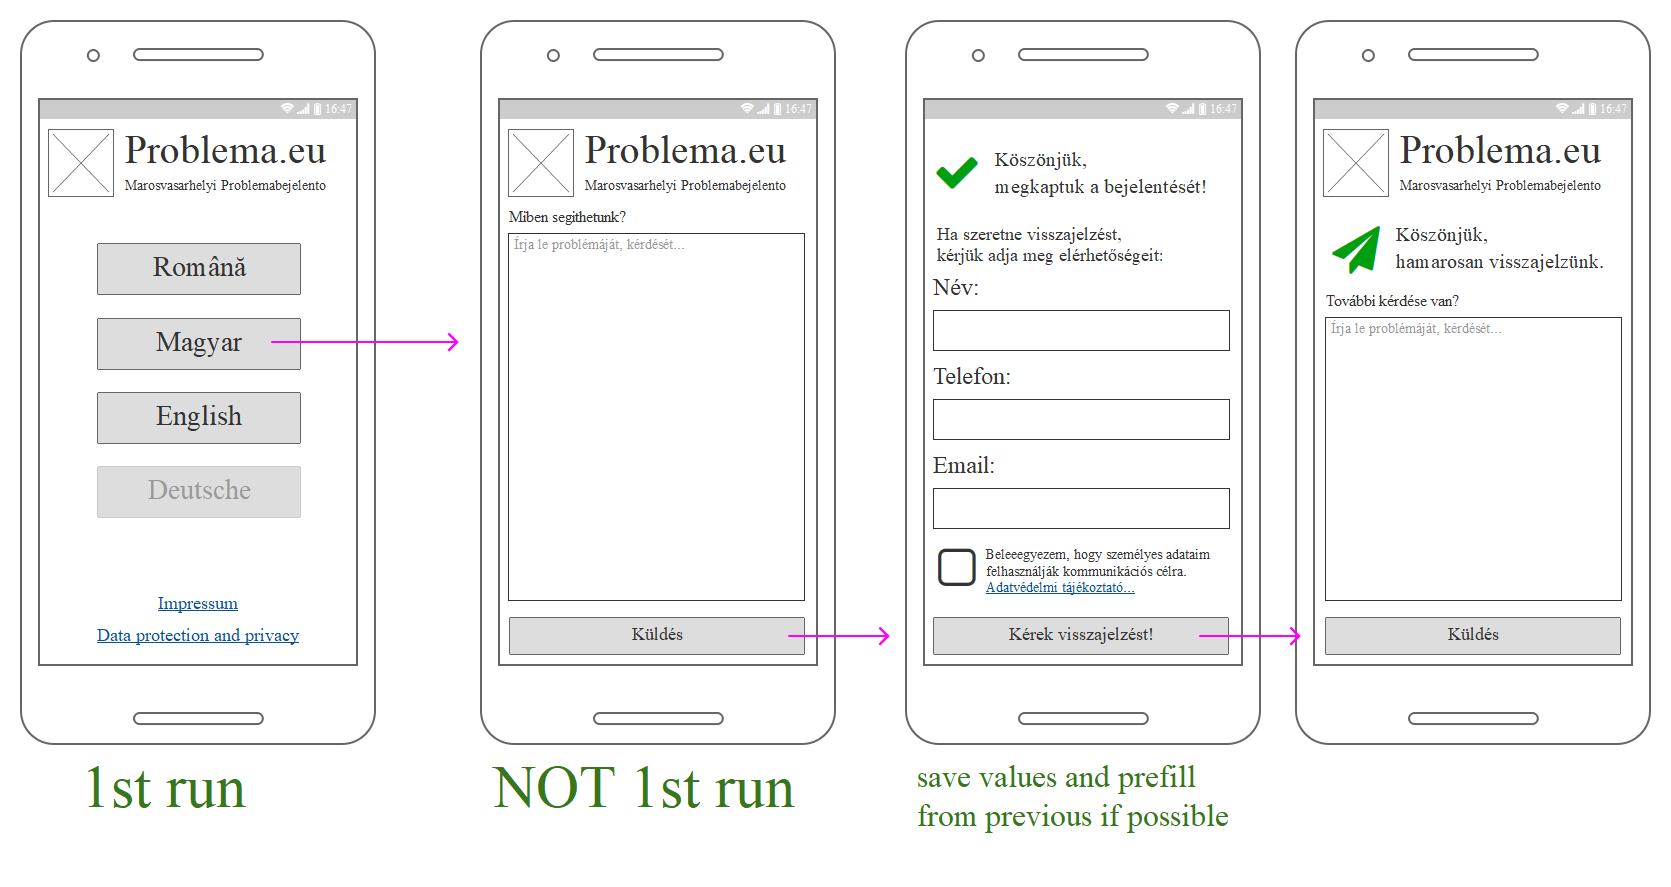 16:47
Problema.eu
Marosvasarhelyi Problemabejelento
Română
Magyar
English
Deutsche
Impressum
Data protection and privacy
1st run
16:47
Problema.eu
Marosvasarhelyi Problemabejelento
Miben segithetunk?
Írja le problémáját, kérdését...
Küldés
NOT 1st run
16:47
Köszönjük,
megkaptuk a bejelentését!
Ha szeretne visszajelzést,
kérjük adja meg elérhetőségeit:
Név:
Telefon:
Email:
Beleeegyezem, hogy személyes adataim
felhasználják kommunikációs célra.
Adatvédelmi tájékoztató...
Kérek visszajelzést!
save values and prefill
from previous if possible
16:47
Problema.eu
Marosvasarhelyi Problemabejelento
Köszönjük,
hamarosan visszajelzünk.
További kérdése van?
Írja le problémáját, kérdését...
Küldés